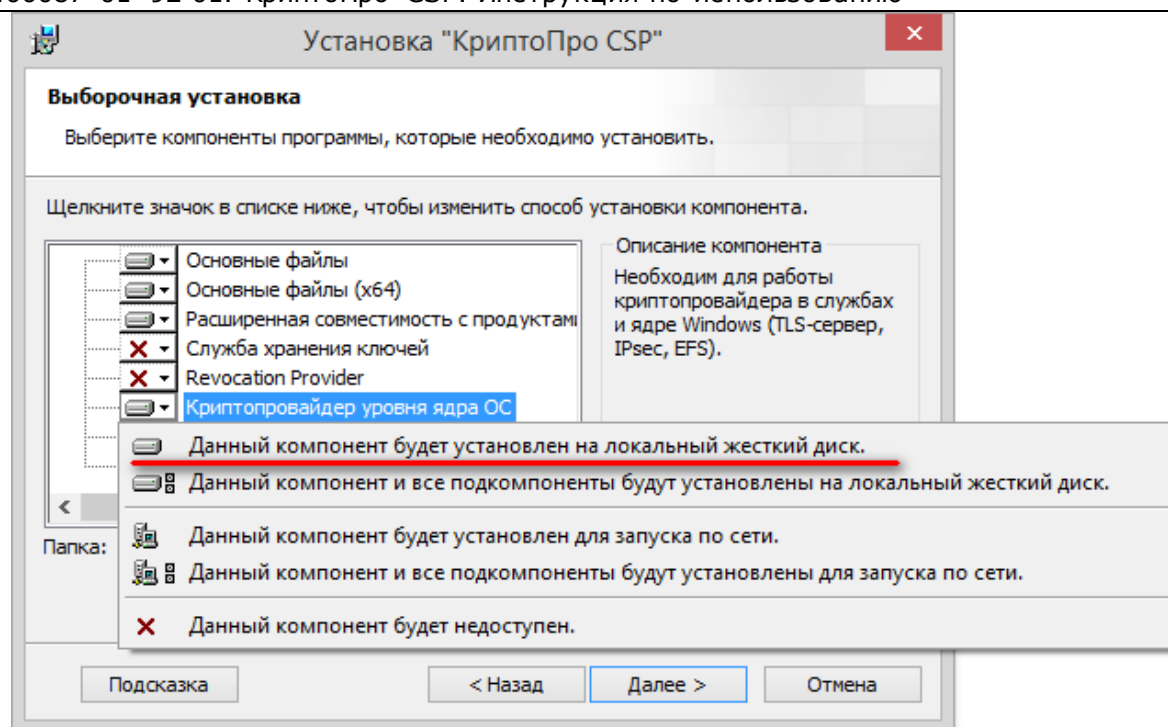 Установка "КриптоПро CSP"
Выборочная установка
Выберите компоненты программы, которые необходимо установить.
Щелкните значок в списке ниже, чтобы изменить способ установки компонента.
Основные файлы
Основные файлы (x64)
Расширенная совместимость с продуктами
Служба хранения ключей
Revocation Provider
Криптопровайдер уровня ядра ОС
Описание компонента
Необходим для работы
криптопровайдера в службах
и ядре Windows (TLS-сервер,
IPsec, EFS).
Данный компонент будет установлен на локальный жесткий диск.
Данный компонент и все подкомпоненты будут установлены на локальный жесткий диск.
Папка:
Данный компонент будет установлен для запуска по сети.
Данный компонент и все подкомпоненты будут установлены для запуска по сети.
Данный компонент будет недоступен.
Подсказка
< Назад
Далее >
Отмена